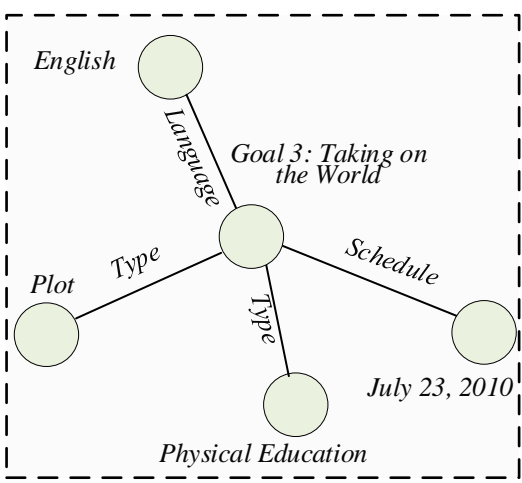 English
Language
Goal 3: Taking on
the World
Schedule
Type
Plot
Type
July 23, 2010
Physical Education